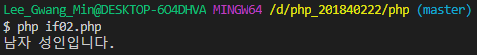 Lee_Gwang_Min@DESKTOP-6O4DHVA MINGW64 /d/php_201840222/php (master)
$ php if02.php
남자 성인입니다.